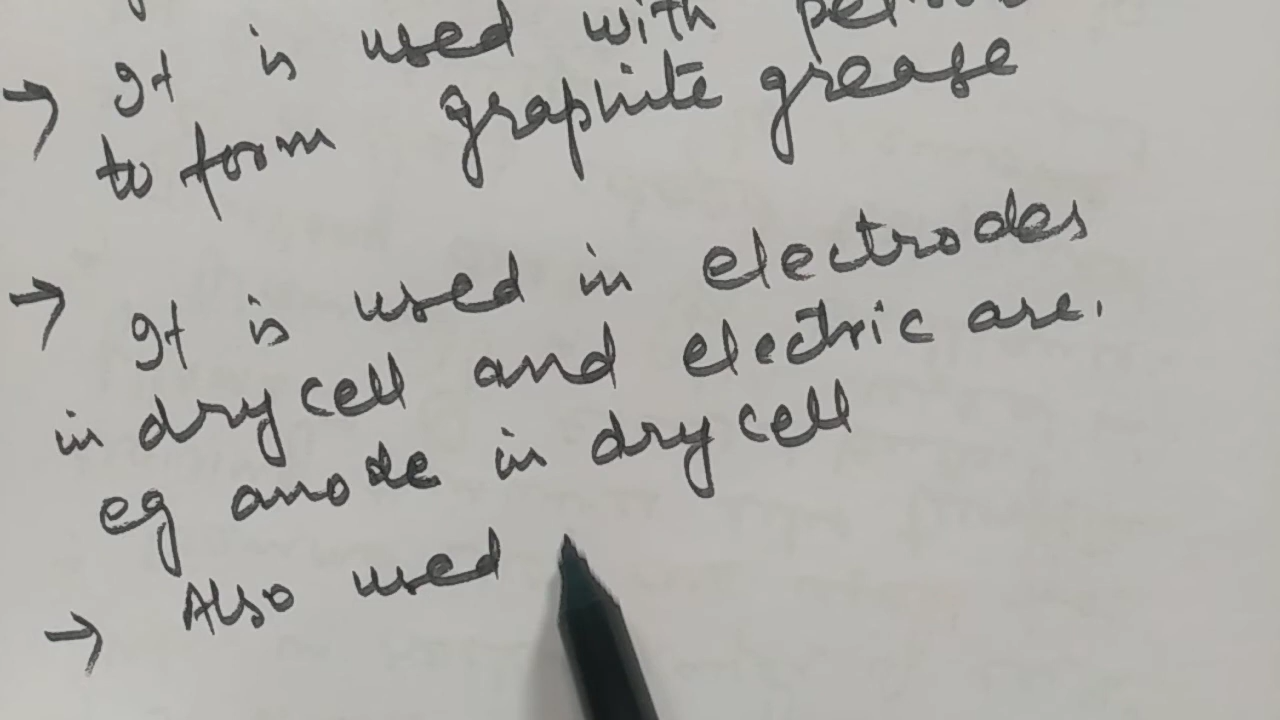 → It is used with
to form graphite grease
→ It is used in electrodes
in dry cell and electric arc.
eg anode in dry cell
→ Also used